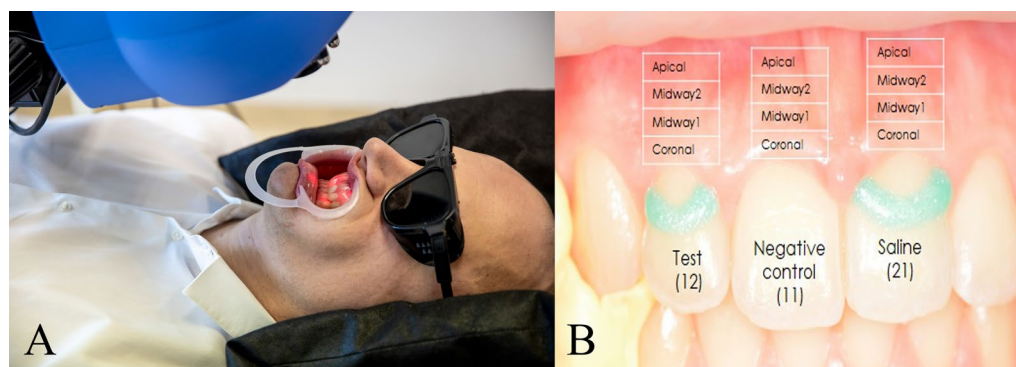 A
B
Apical
Midway2
Midway1
Coronal
Apical
Midway2
Midway1
Coronal
Apical
Midway2
Midway1
Coronal
Test
(12)
Negative
control
(11)
Saline
(21)